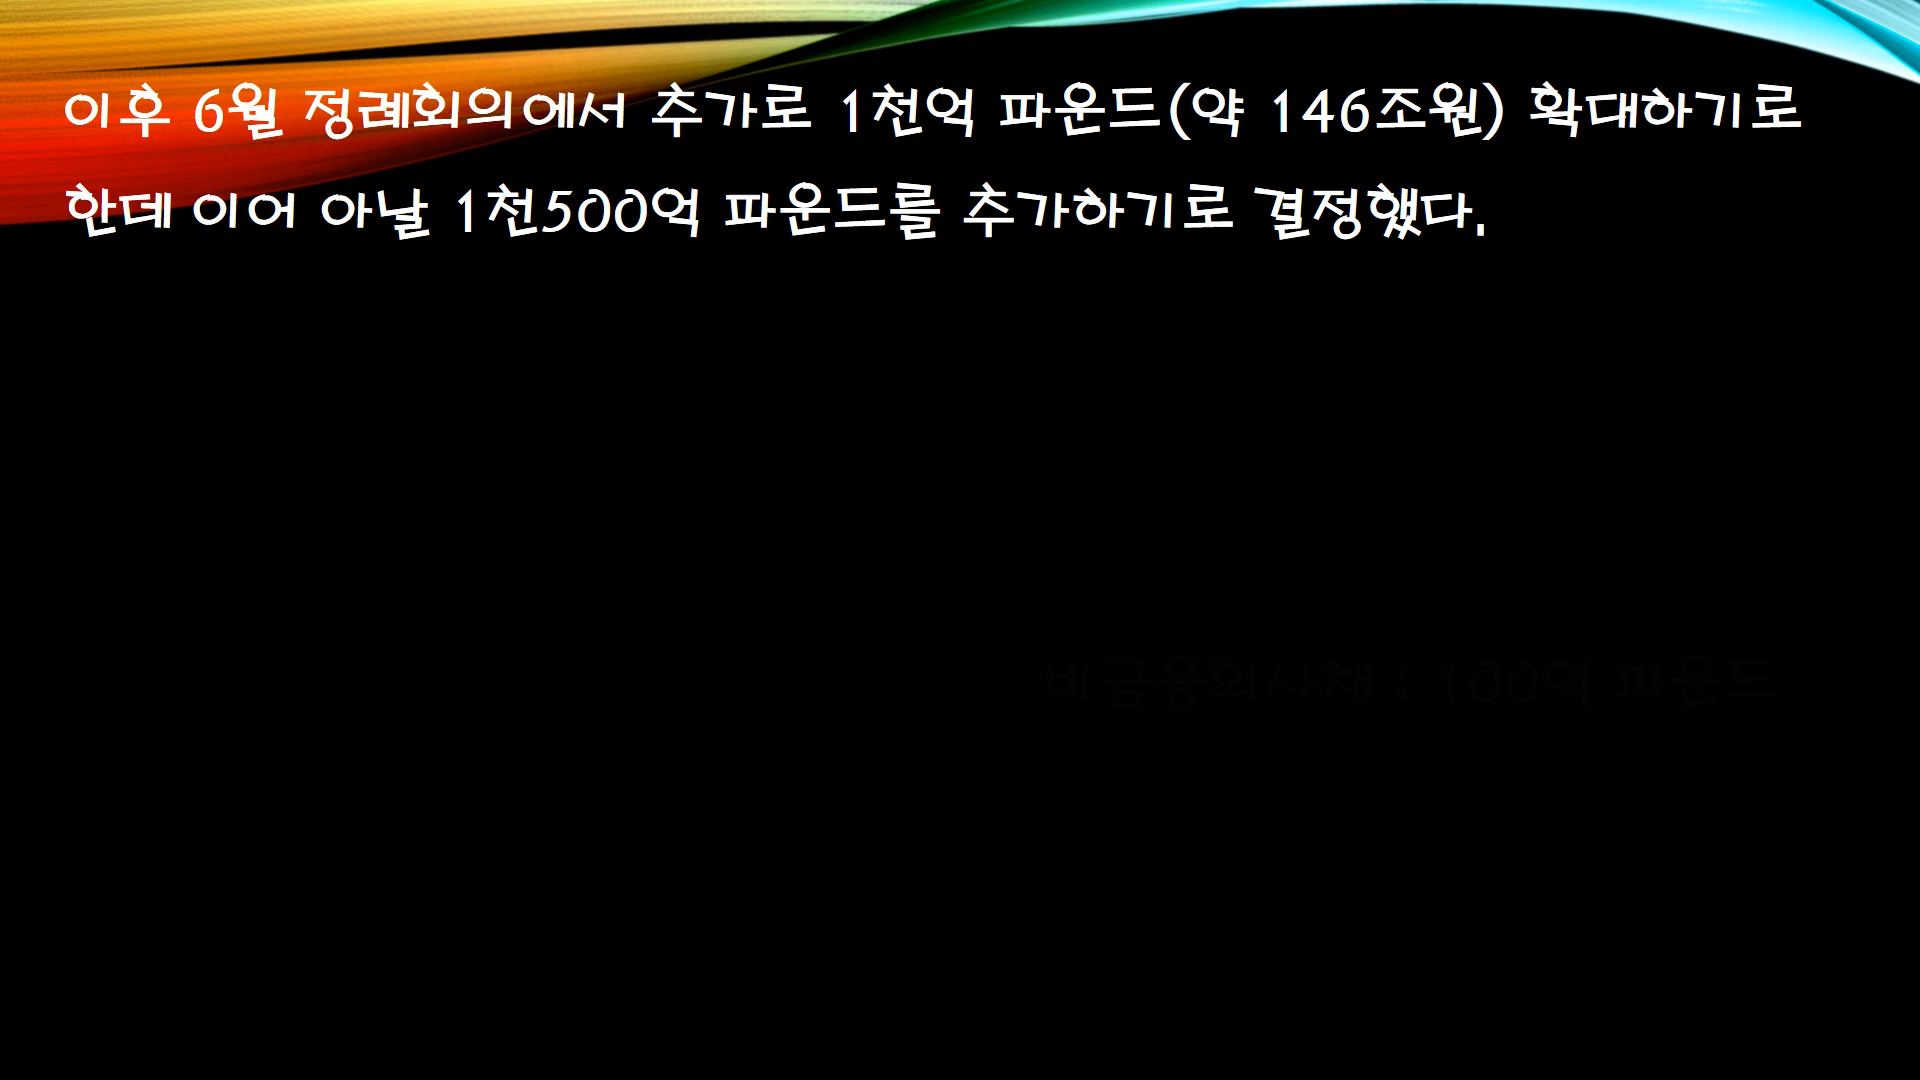 이후 6월 정례회의에서 추가로 1천억 파운드(약 146조원) 확대하기로
한데 이어 아날 1천500억 파운드를 추가하기로 결정했다.
비금융회사채 : 100억 파운드